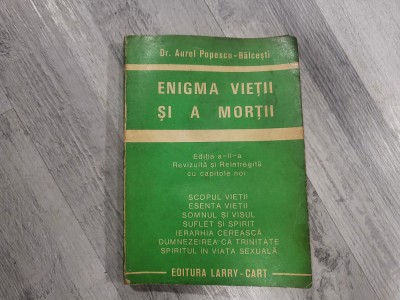 Dr. Aurel Popescu-Bălcești
ENIGMA VIEȚII
ȘI A MORȚII
Ediția a-II-a
Revizuită și Reîntregită
cu capitole noi
SCOPUL VIEȚII
ESENȚA VIEȚII
SOMNUL ȘI VISUL
SUFLET ȘI SPIRIT
IERARHIA CEREASCĂ
DUMNEZEIREA CA TRINITATE
SPIRITUL ÎN VIAȚA SEXUALĂ
EDITURA LARRY-CART